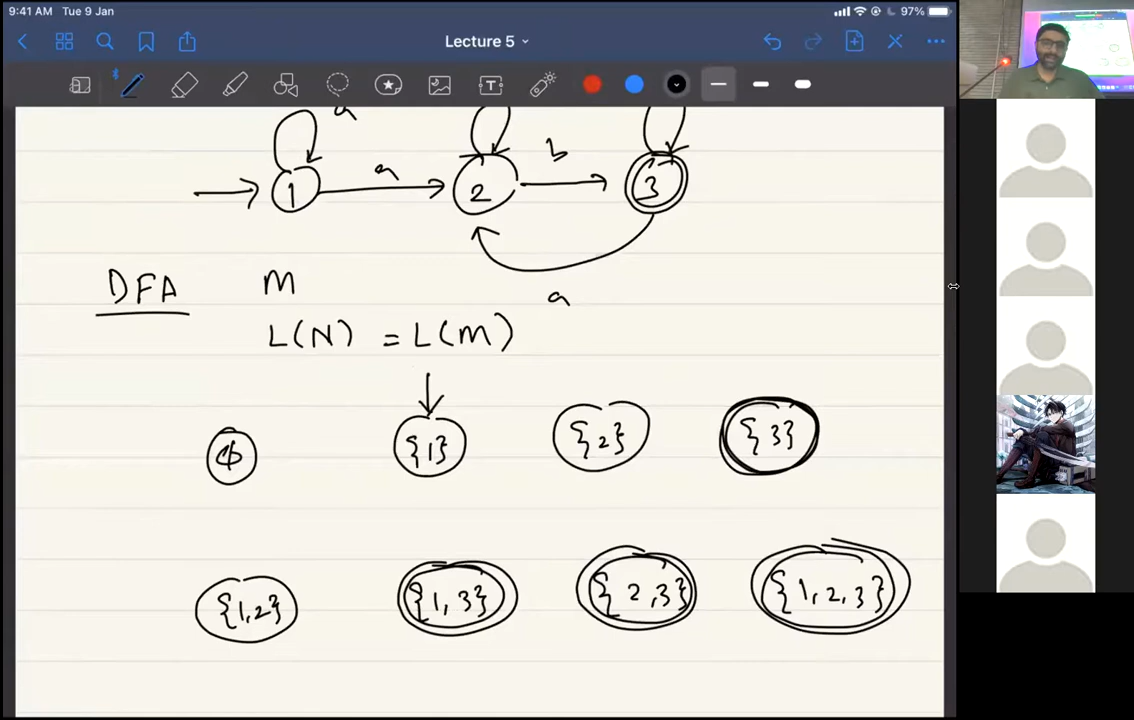 9:41 AM Tue 9 Jan 97%
Lecture 5
T
a
1 a 2 b 3
a
DFA M
L(N) = L(M)
ϕ {1} {2} {3}
{1,2} {1,3} {2,3} {1,2,3}